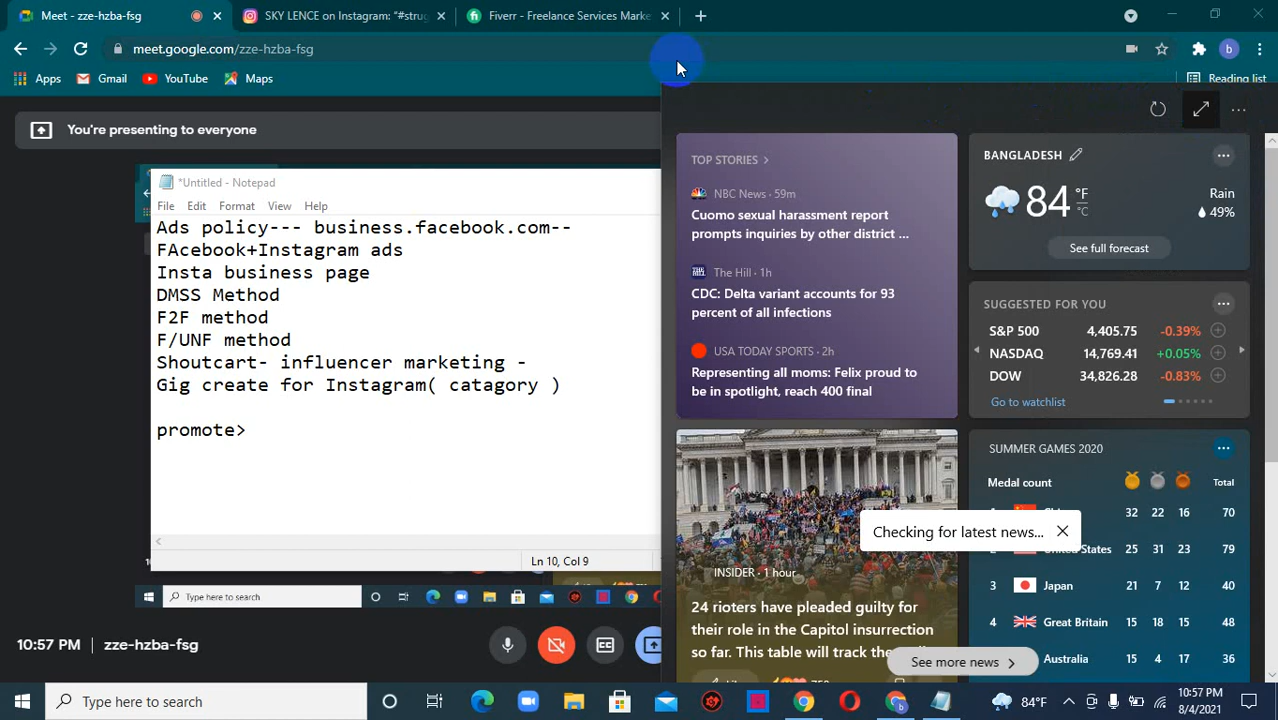 Meet - zze-hzba-fsg
SKY LENCE on Instagram: “#strug
Fiverr - Freelance Services Marke
meet.google.com/zze-hzba-fsg
Apps
Gmail
YouTube
Maps
Reading list
You're presenting to everyone
*Untitled - Notepad
File Edit Format View Help
Ads policy--- business.facebook.com--
FAcebook+Instagram ads
Insta business page
DMSS Method
F2F method
F/UNF method
Shoutcart- influencer marketing -
Gig create for Instagram( catagory )
promote>
Ln 10, Col 9
Type here to search
10:57 PM | zze-hzba-fsg
TOP STORIES >
NBC News · 59m
Cuomo sexual harassment report
prompts inquiries by other district ...
The Hill · 1h
CDC: Delta variant accounts for 93
percent of all infections
USA TODAY SPORTS · 2h
Representing all moms: Felix proud to
be in spotlight, reach 400 final
INSIDER · 1 hour
24 rioters have pleaded guilty for
their role in the Capitol insurrection
so far. This table will track the
BANGLADESH
84 °F
°C
Rain
49%
See full forecast
SUGGESTED FOR YOU
S&P 500 4,405.75 -0.39%
NASDAQ 14,769.41 +0.05%
DOW 34,826.28 -0.83%
Go to watchlist
SUMMER GAMES 2020
Medal count Total
32 22 16 70
Checking for latest news...
United States 25 31 23 79
3 Japan 21 7 12 40
4 Great Britain 15 18 15 48
Australia 15 4 17 36
See more news >
Type here to search
84°F
10:57 PM
8/4/2021